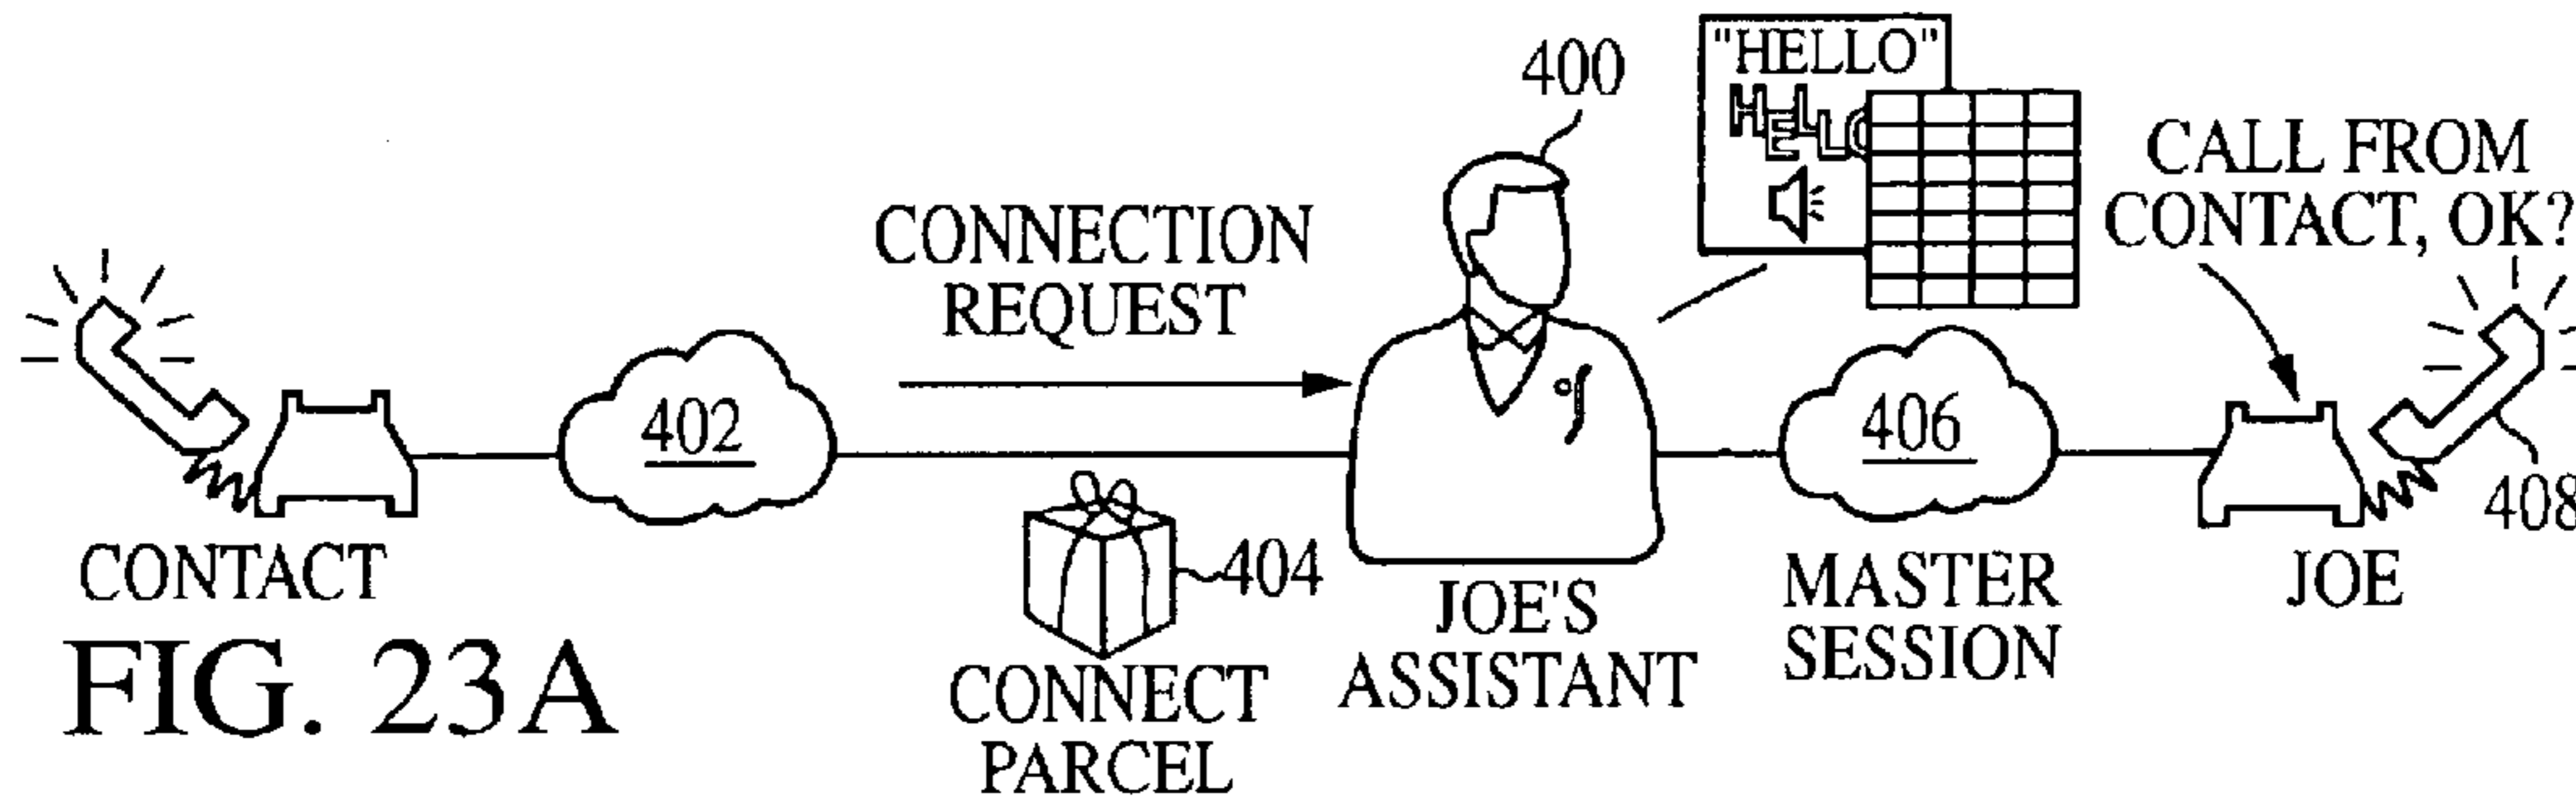 400
"HELLO"
HELLO
CALL FROM
CONTACT, OK?
CONNECTION
REQUEST
402
406
408
404
CONTACT
CONNECT
PARCEL
JOE'S
ASSISTANT
MASTER
SESSION
JOE
FIG. 23A